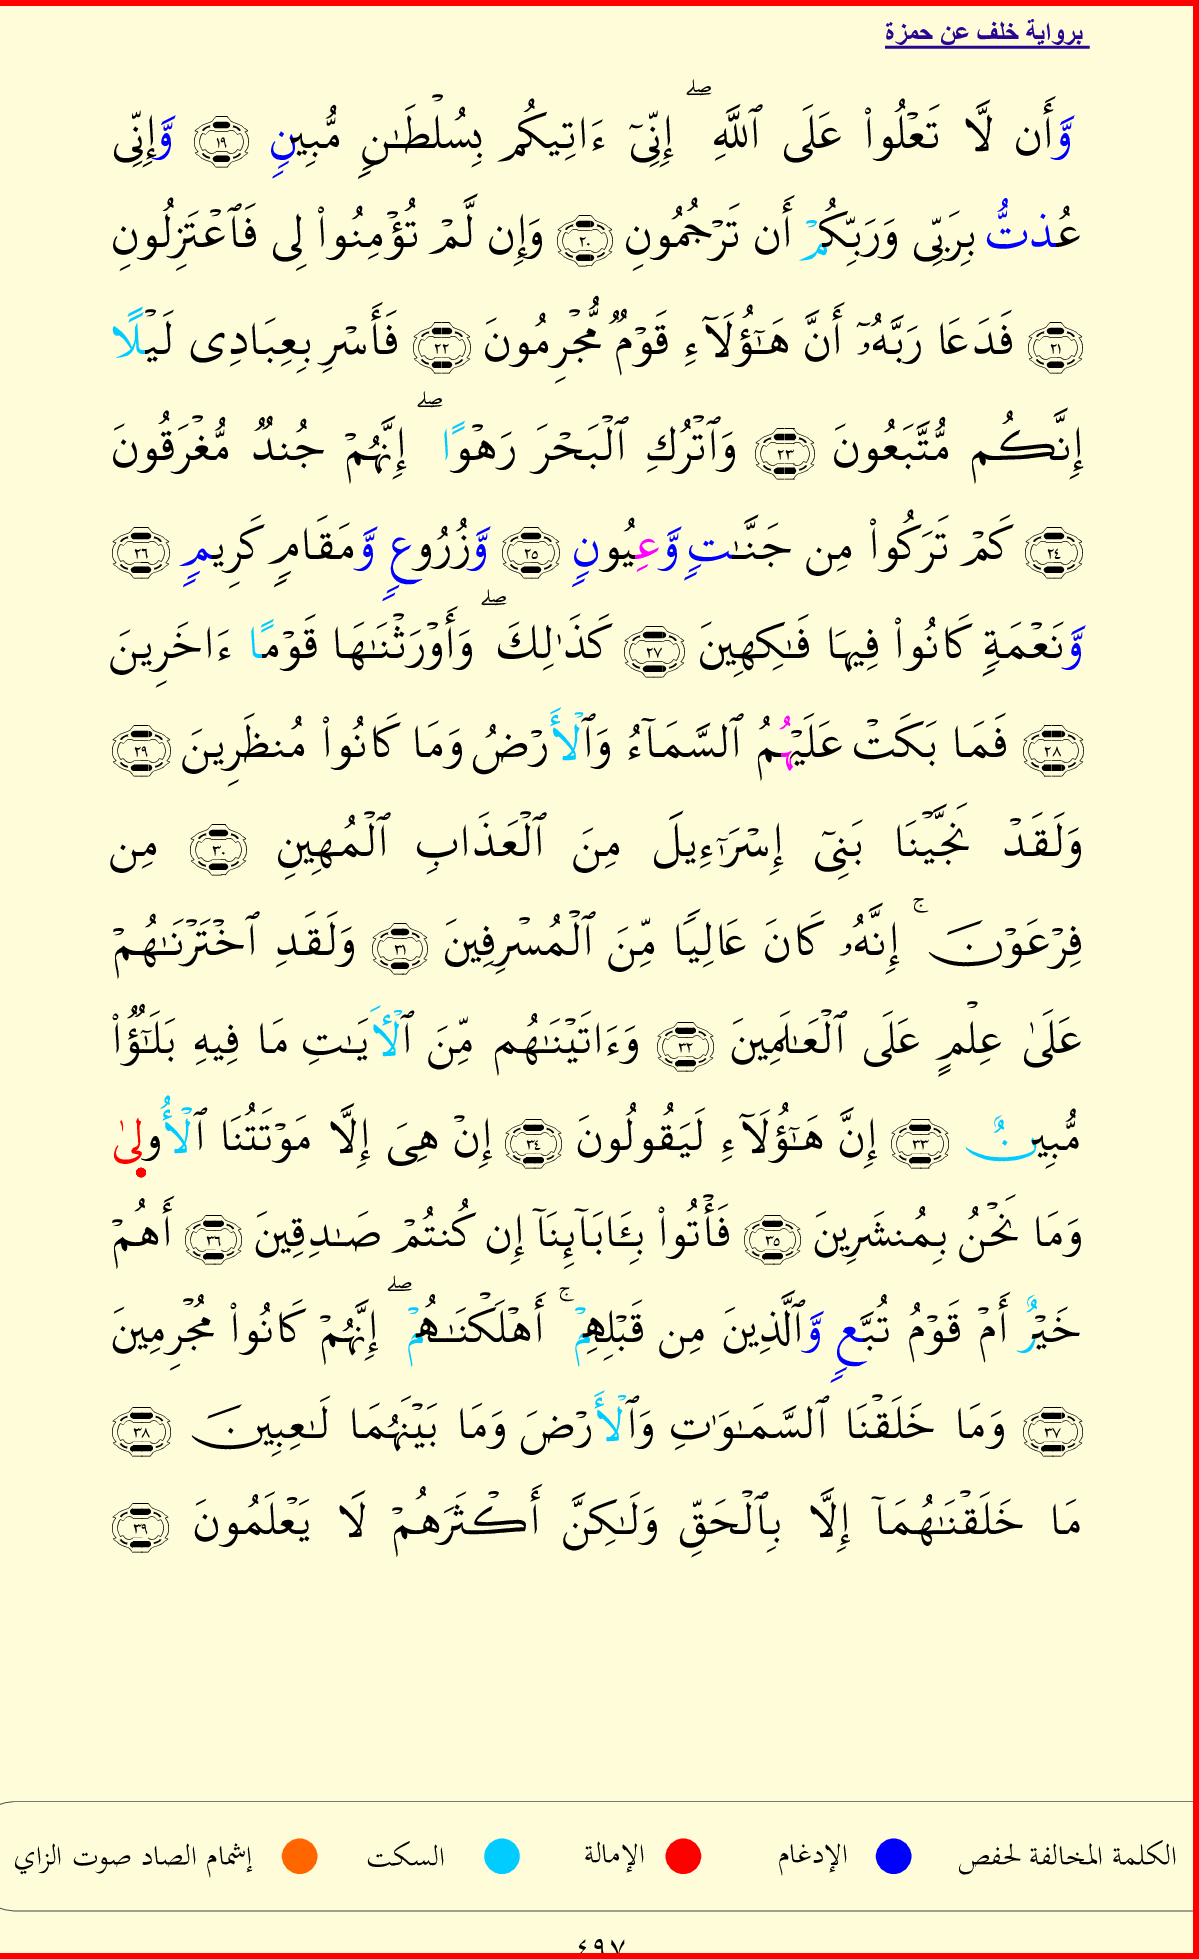 برواية خلف عن حمزة
وَّأَن لَّا تَعْلُوا۟ عَلَى ٱللَّهِ ۖ إِنِّىٓ ءَاتِيكُم بِسُلْطَـٰنٍ مُّبِينٍ ١٩ وَّإِنِّى
عُذتُّ بِرَبِّى وَرَبِّكُمْ أَن تَرْجُمُونِ ٢٠ وَإِن لَّمْ تُؤْمِنُوا۟ لِى فَٱعْتَزِلُونِ
٢١ فَدَعَا رَبَّهُۥٓ أَنَّ هَـٰٓؤُلَآءِ قَوْمٌ مُّجْرِمُونَ ٢٢ فَأَسْرِ بِعِبَادِى لَيْلًا
إِنَّكُم مُّتَّبَعُونَ ٢٣ وَٱتْرُكِ ٱلْبَحْرَ رَهْوًا ۖ إِنَّهُمْ جُندٌ مُّغْرَقُونَ
٢٤ كَمْ تَرَكُوا۟ مِن جَنَّـٰتٍ وَّعِيُونٍ ٢٥ وَّزُرُوعٍ وَّمَقَامٍ كَرِيمٍ ٢٦
وَّنَعْمَةٍ كَانُوا۟ فِيهَا فَـٰكِهِينَ ٢٧ كَذَٰلِكَ ۖ وَأَوْرَثْنَـٰهَا قَوْمًا ءَاخَرِينَ
٢٨ فَمَا بَكَتْ عَلَيْهُمُ ٱلسَّمَآءُ وَٱلْأَرْضُ وَمَا كَانُوا۟ مُنظَرِينَ ٢٩
وَلَقَدْ نَجَّيْنَا بَنِىٓ إِسْرَٰٓءِيلَ مِنَ ٱلْعَذَابِ ٱلْمُهِينِ ٣٠ مِن
فِرْعَوْنَ ۚ إِنَّهُۥ كَانَ عَالِيًا مِّنَ ٱلْمُسْرِفِينَ ٣١ وَلَقَدِ ٱخْتَرْنَـٰهُمْ
عَلَىٰ عِلْمٍ عَلَى ٱلْعَـٰلَمِينَ ٣٢ وَءَاتَيْنَـٰهُم مِّنَ ٱلْـَٔايَـٰتِ مَا فِيهِ بَلَـٰٓؤٌا۟
مُّبِينٌ ٣٣ إِنَّ هَـٰٓؤُلَآءِ لَيَقُولُونَ ٣٤ إِنْ هِىَ إِلَّا مَوْتَتُنَا ٱلْأُولِىٰ
وَمَا نَحْنُ بِمُنشَرِينَ ٣٥ فَأْتُوا۟ بِـَٔابَآئِنَآ إِن كُنتُمْ صَـٰدِقِينَ ٣٦ أَهُمْ
خَيْرٌ أَمْ قَوْمُ تُبَّعٍ وَّٱلَّذِينَ مِن قَبْلِهِمْ ۚ أَهْلَكْنَـٰهُمْ ۖ إِنَّهُمْ كَانُوا۟ مُجْرِمِينَ
٣٧ وَمَا خَلَقْنَا ٱلسَّمَـٰوَٰتِ وَٱلْأَرْضَ وَمَا بَيْنَهُمَا لَـٰعِبِينَ ٣٨
مَا خَلَقْنَـٰهُمَآ إِلَّا بِٱلْحَقِّ وَلَـٰكِنَّ أَكْثَرَهُمْ لَا يَعْلَمُونَ ٣٩
الكلمة المخالفة لحفص الإدغام الإمالة السكت إشمام الصاد صوت الزاي
٤٩٧